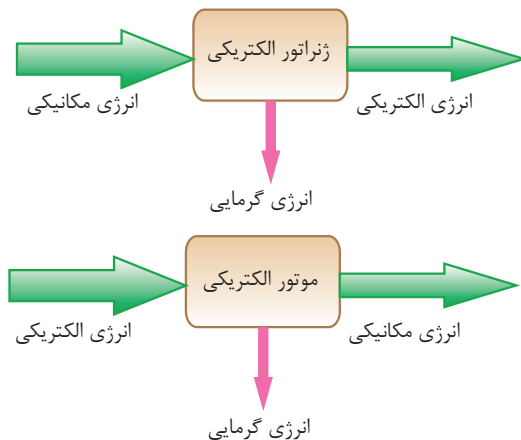 ژنراتور الکتریکی
انرژی مکانیکی
انرژی الکتریکی
انرژی گرمایی
موتور الکتریکی
انرژی الکتریکی
انرژی مکانیکی
انرژی گرمایی